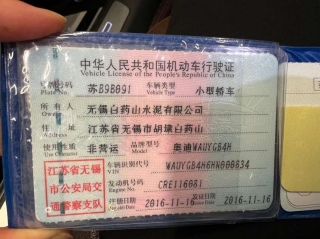 中华人民共和国机动车行驶证
Vehicle License of the People's Republic of China
号牌号码 苏B9B091 车辆类型 小型轿车
Plate No. Vehicle Type
所有人 无锡白药山水泥有限公司
Owner
住址 江苏省无锡市胡埭白药山
Address
使用性质 非营运 品牌型号 奥迪WAUYGB4H
Use Character Model
江苏省无锡
市公安局交
通警察支队
车辆识别代号 WAUYGB4H6HN000834
VIN
发动机号码 CRE116081
Engine No.
注册日期 2016-11-16 发证日期 2016-11-16